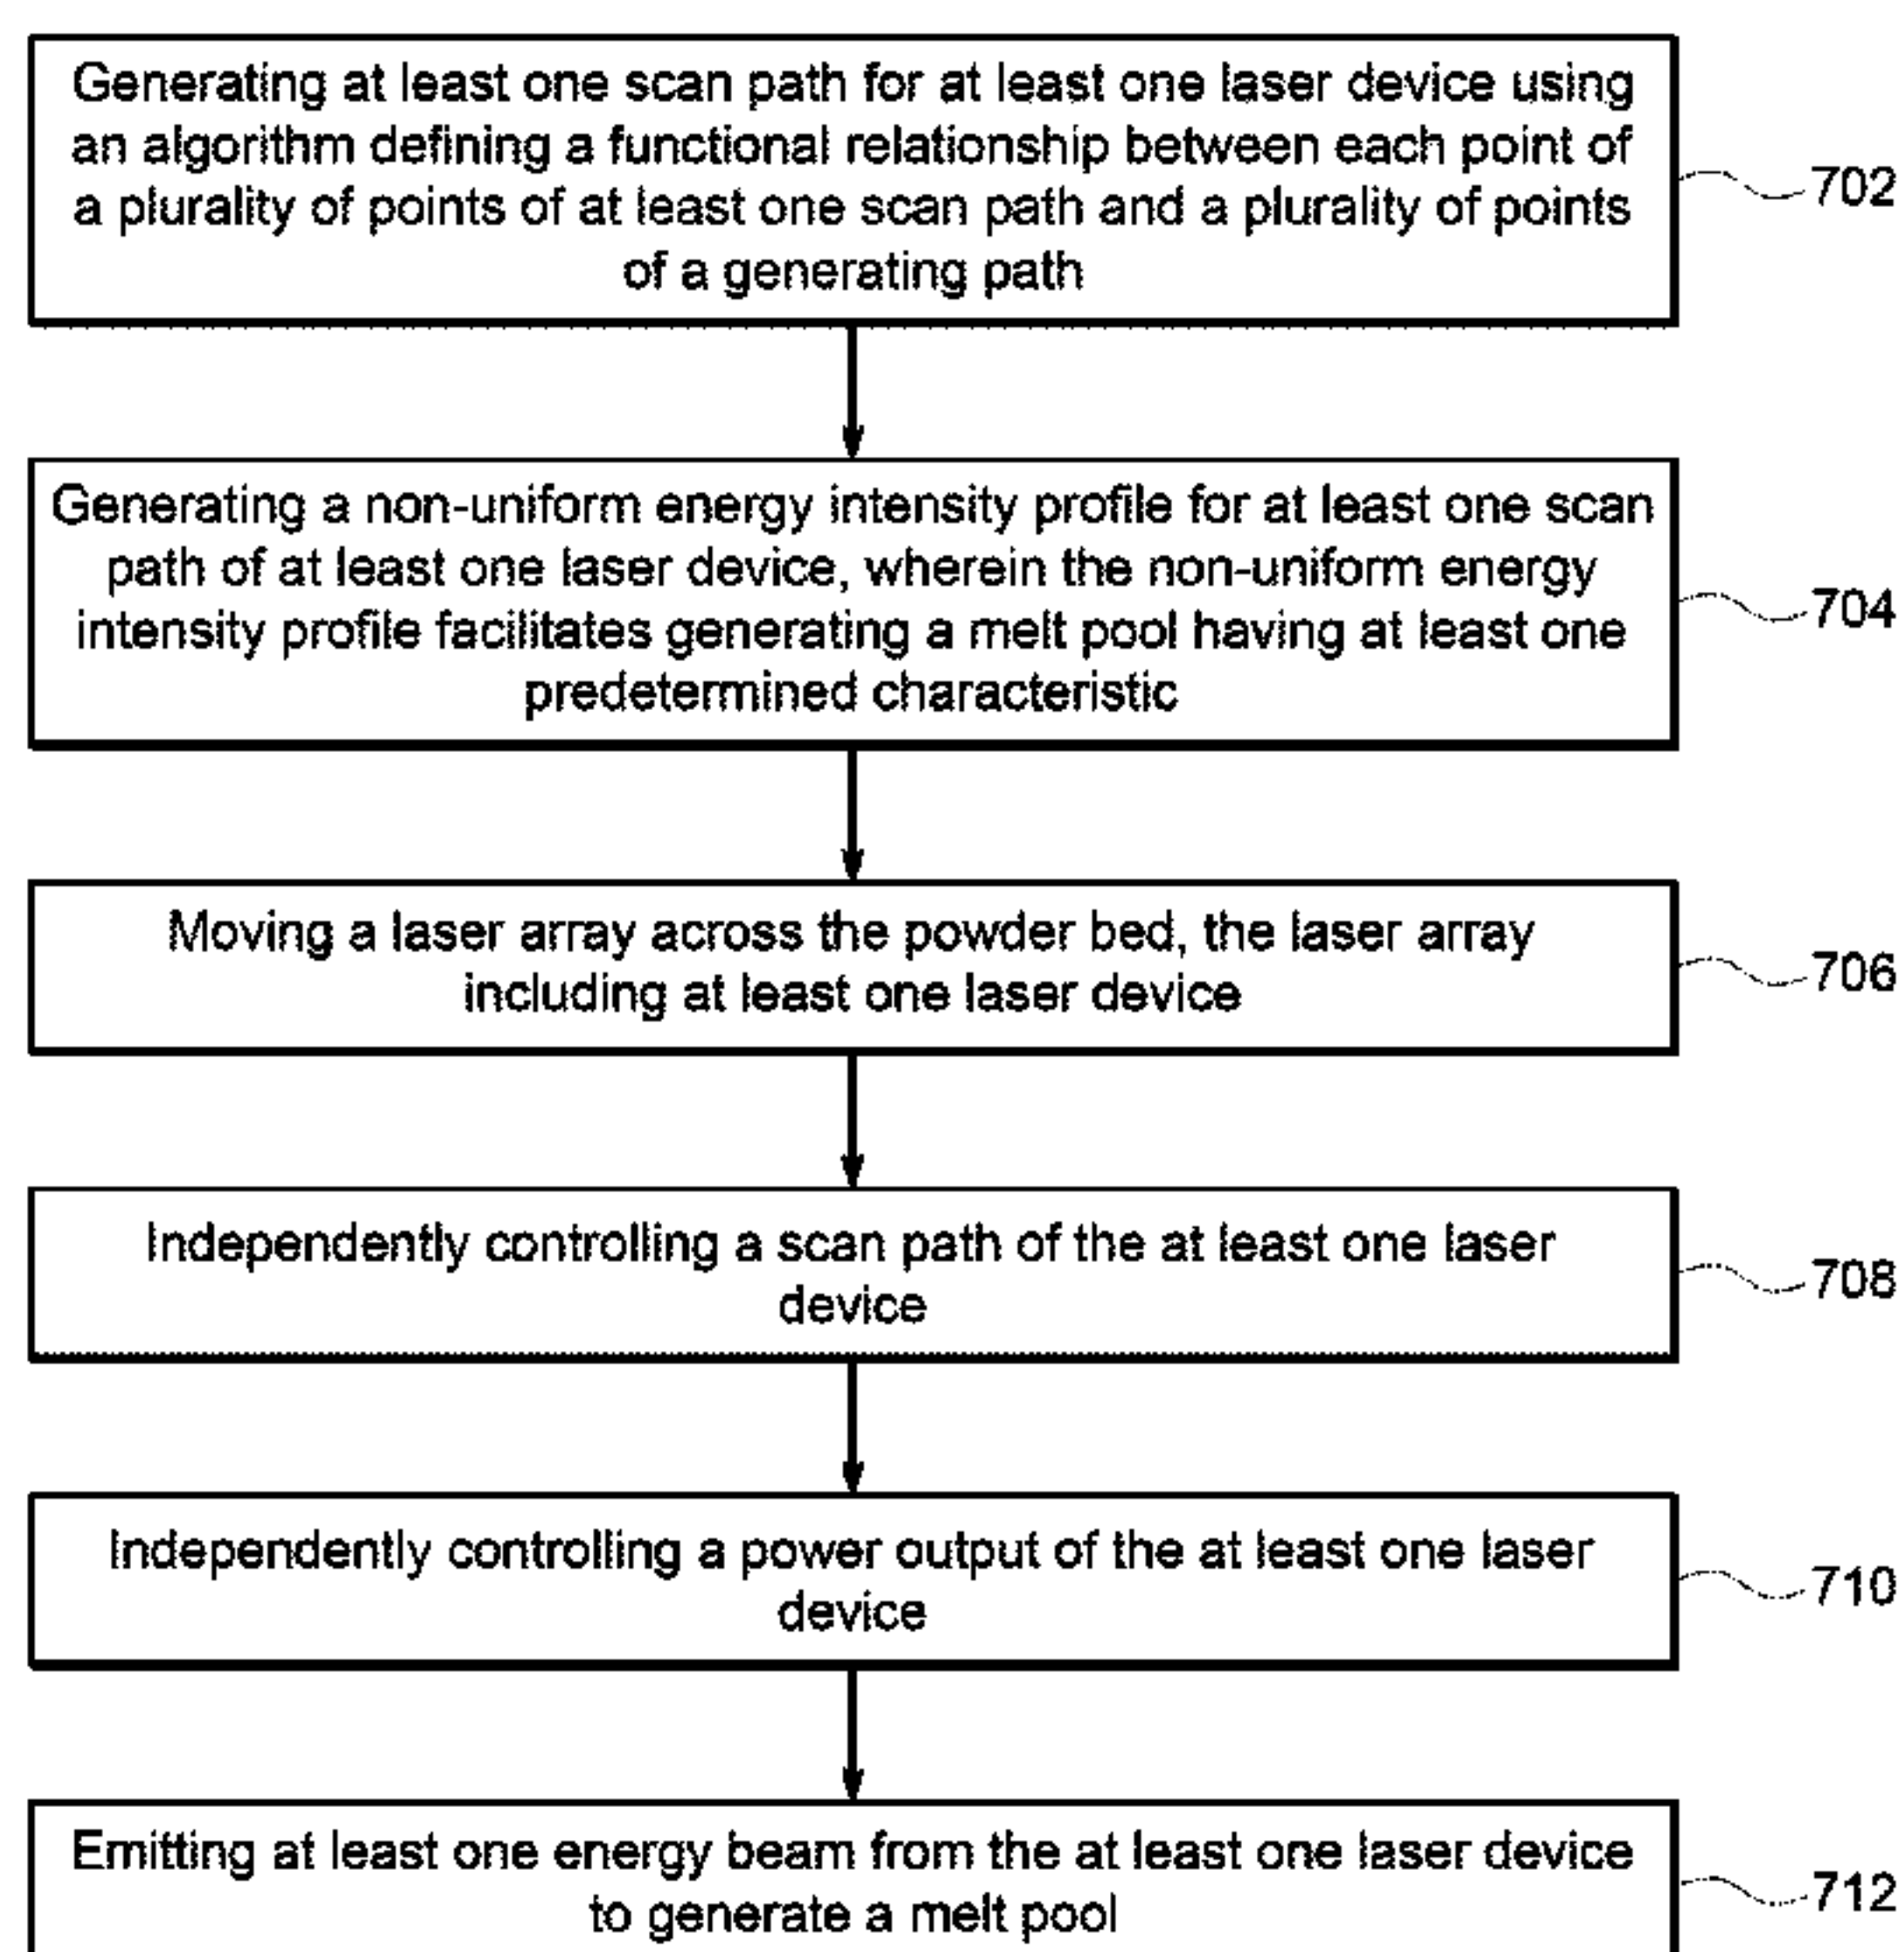 Generating at least one scan path for at least one laser device using
an algorithm defining a functional relationship between each point of
a plurality of points of at least one scan path and a plurality of points
of a generating path
702
Generating a non-uniform energy intensity profile for at least one scan
path of at least one laser device, wherein the non-uniform energy
intensity profile facilitates generating a melt pool having at least one
predetermined characteristic
704
Moving a laser array across the powder bed, the laser array
including at least one laser device
706
Independently controlling a scan path of the at least one laser
device
708
Independently controlling a power output of the at least one laser
device
710
Emitting at least one energy beam from the at least one laser device
to generate a melt pool
712